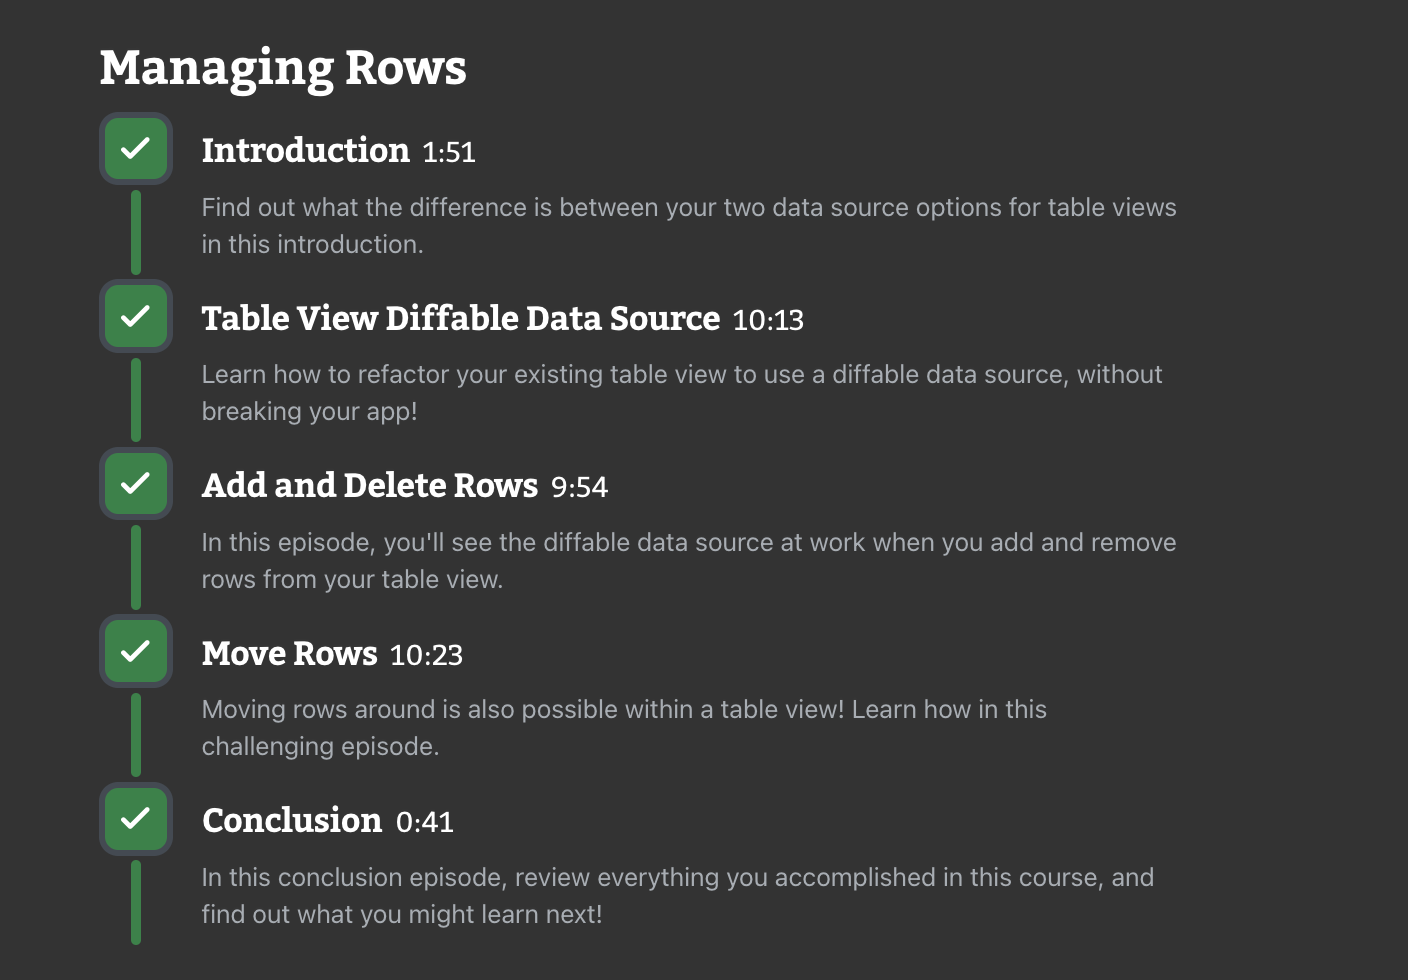 Managing Rows
Introduction 1:51
Find out what the difference is between your two data source options for table views
in this introduction.
Table View Diffable Data Source 10:13
Learn how to refactor your existing table view to use a diffable data source, without
breaking your app!
Add and Delete Rows 9:54
In this episode, you'll see the diffable data source at work when you add and remove
rows from your table view.
Move Rows 10:23
Moving rows around is also possible within a table view! Learn how in this
challenging episode.
Conclusion 0:41
In this conclusion episode, review everything you accomplished in this course, and
find out what you might learn next!